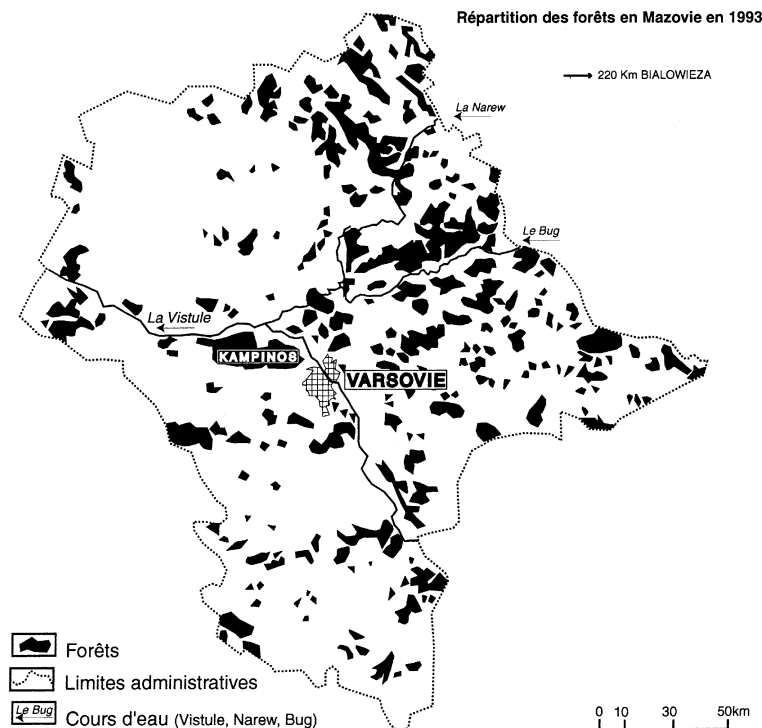 Répartition des forêts en Mazovie en 1993
220 Km BIALOWIEZA
La Narew
Le Bug
La Vistule
KAMPINOS
VARSOVIE
Forêts
Limites administratives
Le Bug
Cours d'eau (Vistule, Narew, Bug)
0 10 30 50km